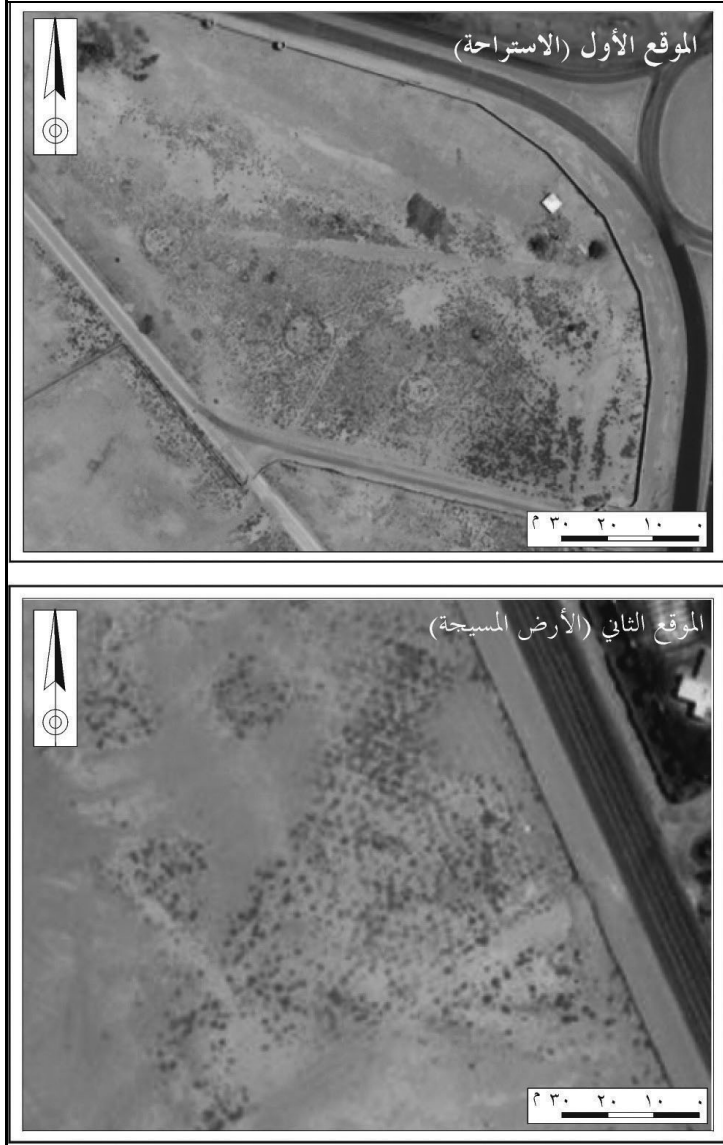 الموقع الأول (الاستراحة)
٠ ١٠ ٢٠ ٣٠ م
الموقع الثاني (الأرض المسيجة)
٠ ١٠ ٢٠ ٣٠ م